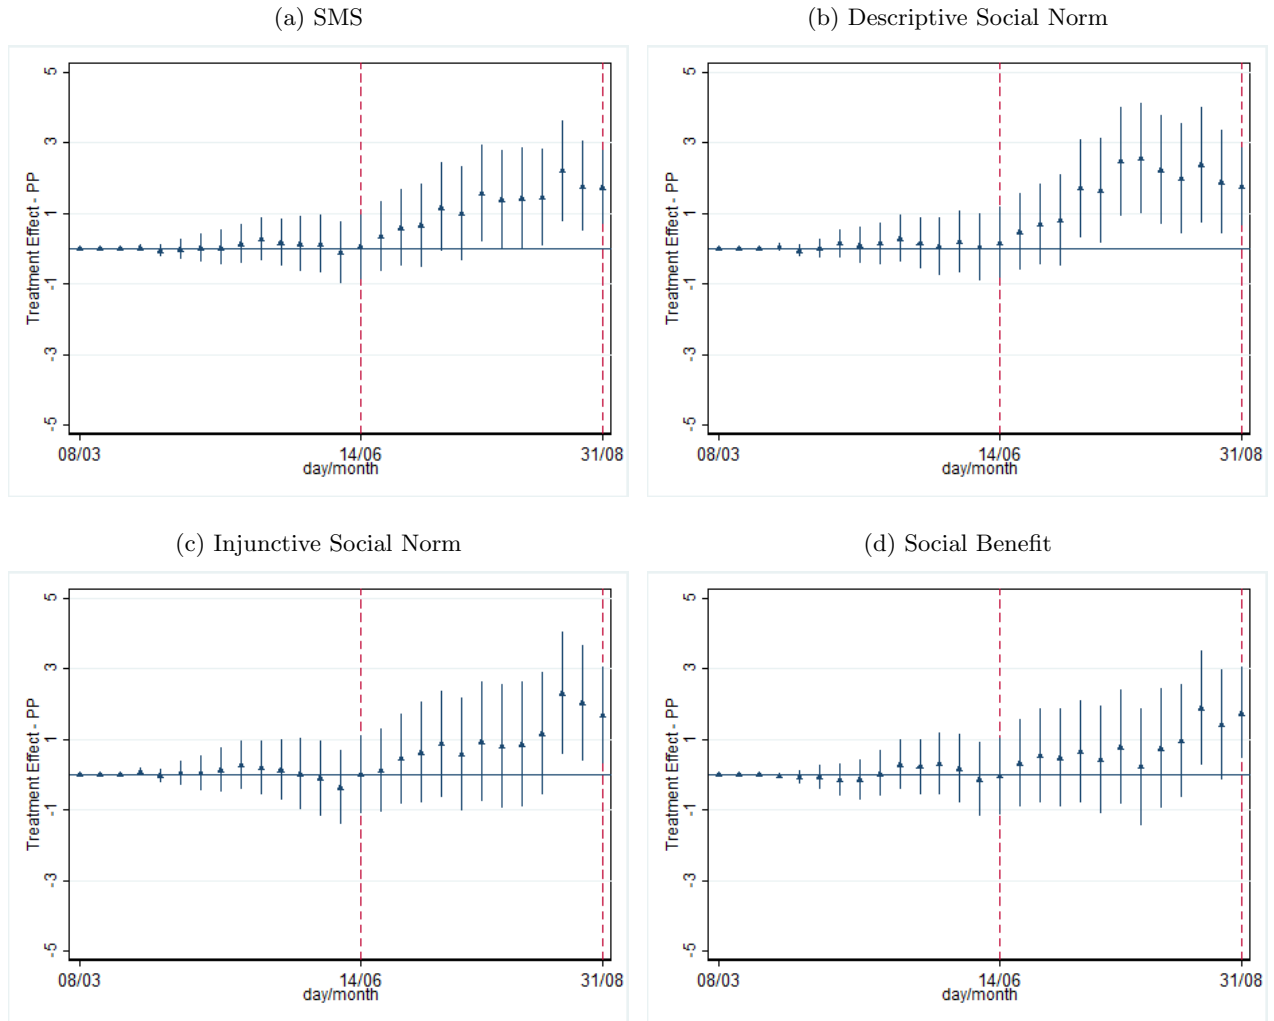 (a) SMS
Treatment Effect - PP
5
3
1
-1
-3
-5
08/03 14/06 31/08
day/month
(b) Descriptive Social Norm
Treatment Effect - PP
5
3
1
-1
-3
-5
08/03 14/06 31/08
day/month
(c) Injunctive Social Norm
Treatment Effect - PP
5
3
1
-1
-3
-5
08/03 14/06 31/08
day/month
(d) Social Benefit
Treatment Effect - PP
5
3
1
-1
-3
-5
08/03 14/06 31/08
day/month